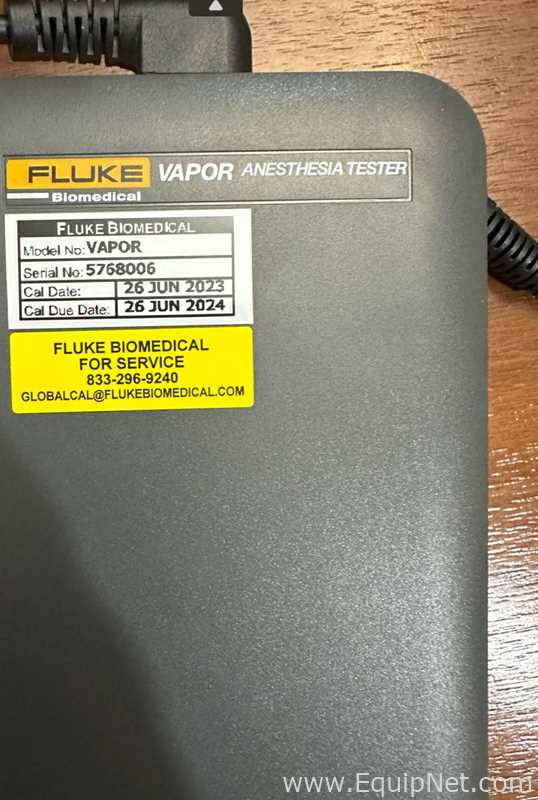 FLUKE VAPOR ANESTHESIA TESTER
Biomedical
FLUKE BIOMEDICAL
Model No: VAPOR
Serial No: 5768006
Cal Date: 26 JUN 2023
Cal Due Date: 26 JUN 2024
FLUKE BIOMEDICAL
FOR SERVICE
833-296-9240
GLOBALCAL@FLUKEBIOMEDICAL.COM
www.EquipNet.com